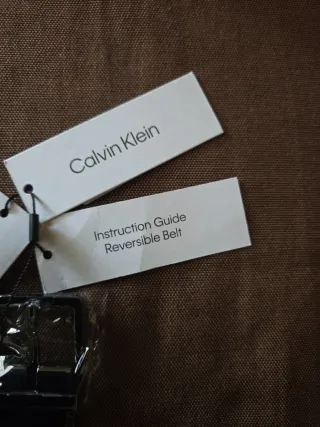 Calvin Klein
Instruction Guide
Reversible Belt